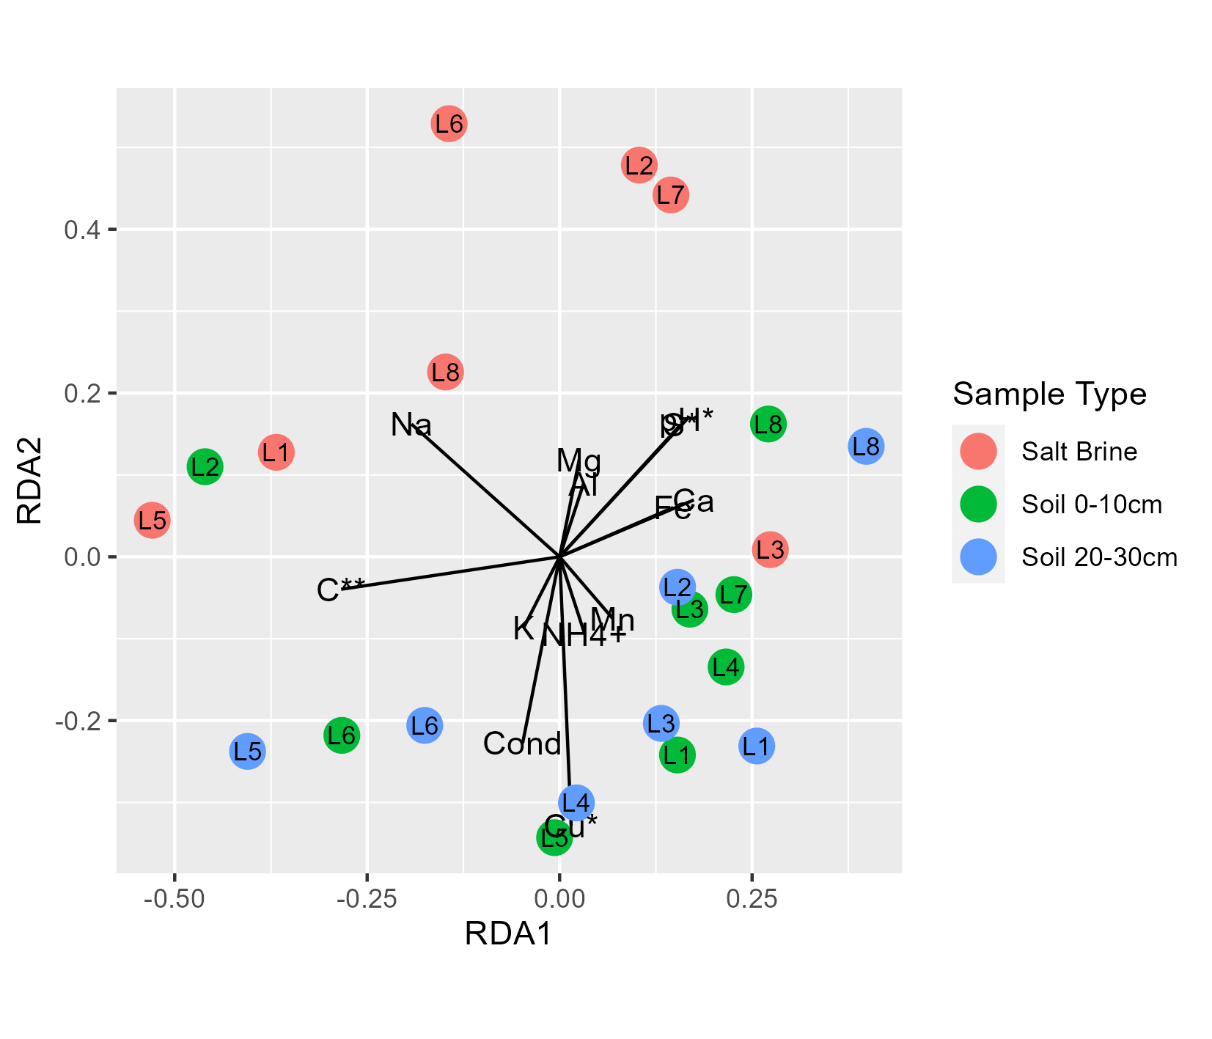 L6
L2
L7
0.4
L8
0.2
Na
pH*
S*
L8
L8
L1
L2
Mg
Al
Ca
Fe
L5
0.0
L3
C**
L2
L7
L3
K
Mn
NH4+
L4
-0.2
L6
L6
L3
L5
Cond
L1
L1
L4
Cu*
L5
-0.50
-0.25
0.00
0.25
RDA1
RDA2
Sample Type
Salt Brine
Soil 0-10cm
Soil 20-30cm